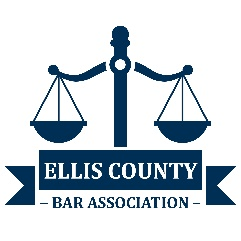 ELLIS COUNTY
– BAR ASSOCIATION –